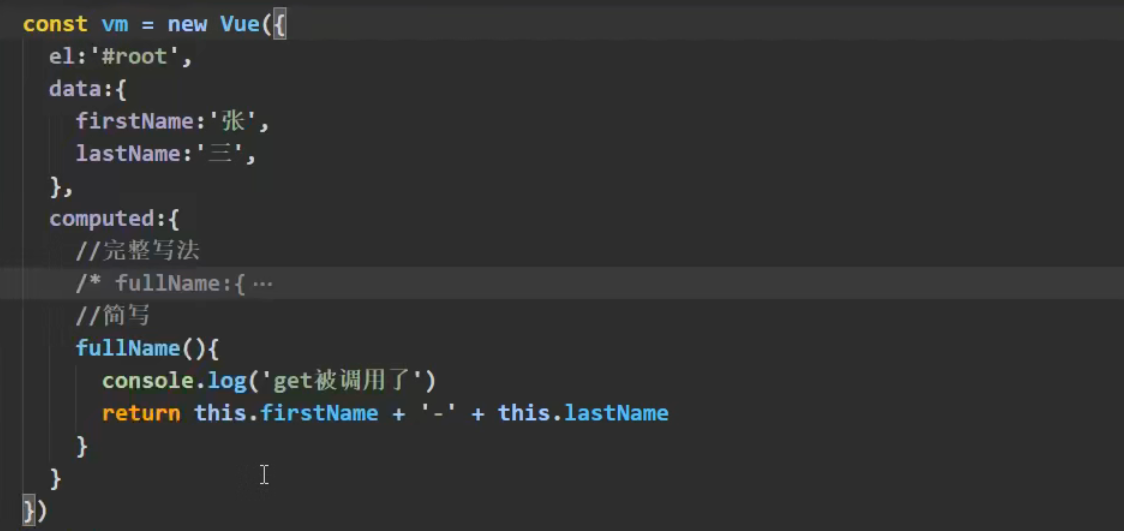 const vm = new Vue({
el:'#root',
data:{
firstName:'张',
lastName:'三',
},
computed:{
//完整写法
/* fullName:{ ···
//简写
fullName(){
console.log('get被调用了')
return this.firstName + '-' + this.lastName
}
}
})